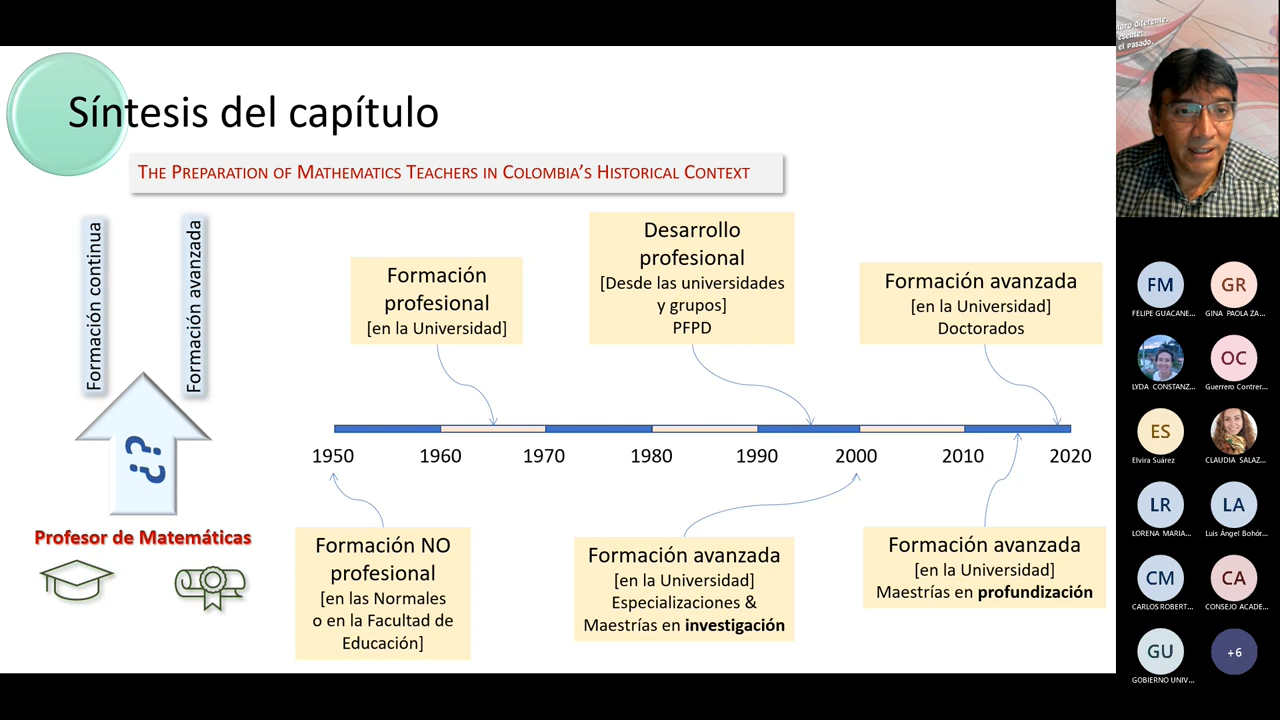 Síntesis del capítulo
THE PREPARATION OF MATHEMATICS TEACHERS IN COLOMBIA'S HISTORICAL CONTEXT
Formación continua
Formación avanzada
¿?
Profesor de Matemáticas
Formación
profesional
[en la Universidad]
Desarrollo
profesional
[Desde las universidades
y grupos]
PFPD
Formación avanzada
[en la Universidad]
Doctorados
1950
1960
1970
1980
1990
2000
2010
2020
Formación NO
profesional
[en las Normales
o en la Facultad de
Educación]
Formación avanzada
[en la Universidad]
Especializaciones &
Maestrías en investigación
Formación avanzada
[en la Universidad]
Maestrías en profundización
uro diferente.
esente:
el Pasado.
FM
FELIPE GUACANE...
GR
GINA PAOLA ZA...
LYDA CONSTANZ...
OC
Guerrero Contrer...
ES
Elvira Suárez
CLAUDIA SALAZ...
LR
LORENA MARIA...
LA
Luis Ángel Bohór...
CM
CARLOS ROBERT...
CA
CONSEJO ACADE...
GU
GOBIERNO UNIV...
+6